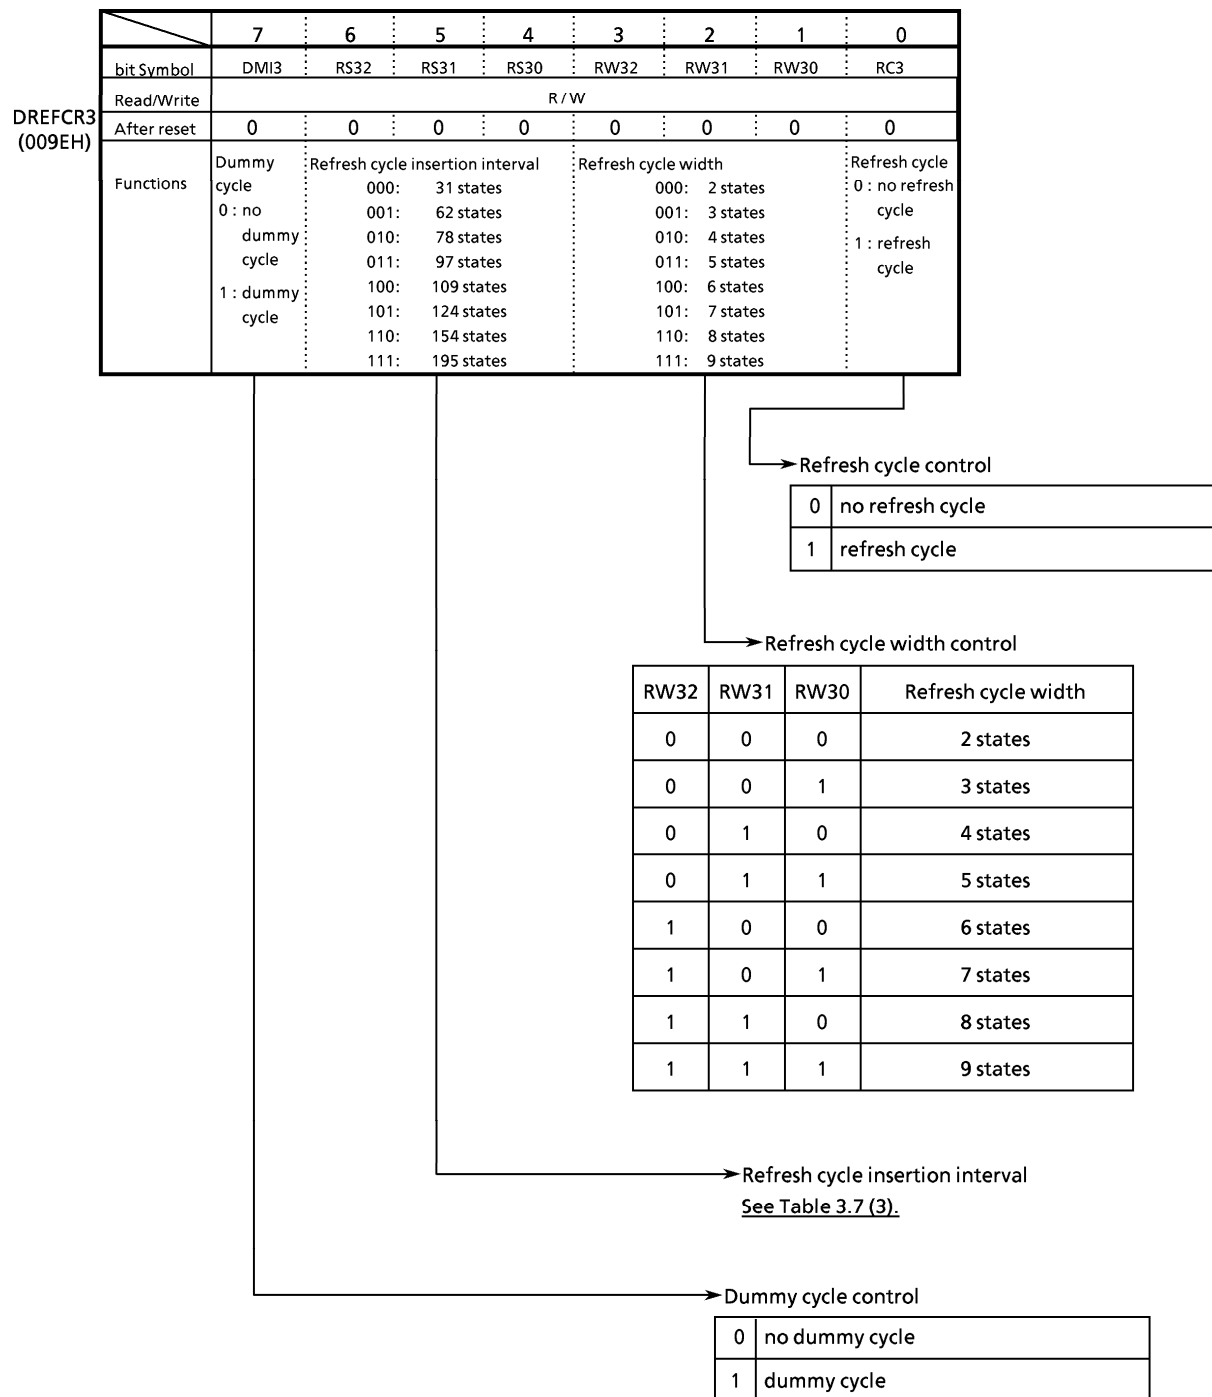 7 6 5 4 3 2 1 0
bit Symbol DMI3 RS32 RS31 RS30 RW32 RW31 RW30 RC3
Read/Write R / W
DREFCR3
(009EH)
After reset 0 0 0 0 0 0 0 0
Functions
Dummy
cycle
0 : no
dummy
cycle
1 : dummy
cycle
Refresh cycle insertion interval
000: 31 states
001: 62 states
010: 78 states
011: 97 states
100: 109 states
101: 124 states
110: 154 states
111: 195 states
Refresh cycle width
000: 2 states
001: 3 states
010: 4 states
011: 5 states
100: 6 states
101: 7 states
110: 8 states
111: 9 states
Refresh cycle
0 : no refresh
cycle
1 : refresh
cycle
Refresh cycle control
0 no refresh cycle
1 refresh cycle
Refresh cycle width control
RW32 RW31 RW30 Refresh cycle width
0 0 0 2 states
0 0 1 3 states
0 1 0 4 states
0 1 1 5 states
1 0 0 6 states
1 0 1 7 states
1 1 0 8 states
1 1 1 9 states
Refresh cycle insertion interval
See Table 3.7 (3).
Dummy cycle control
0 no dummy cycle
1 dummy cycle